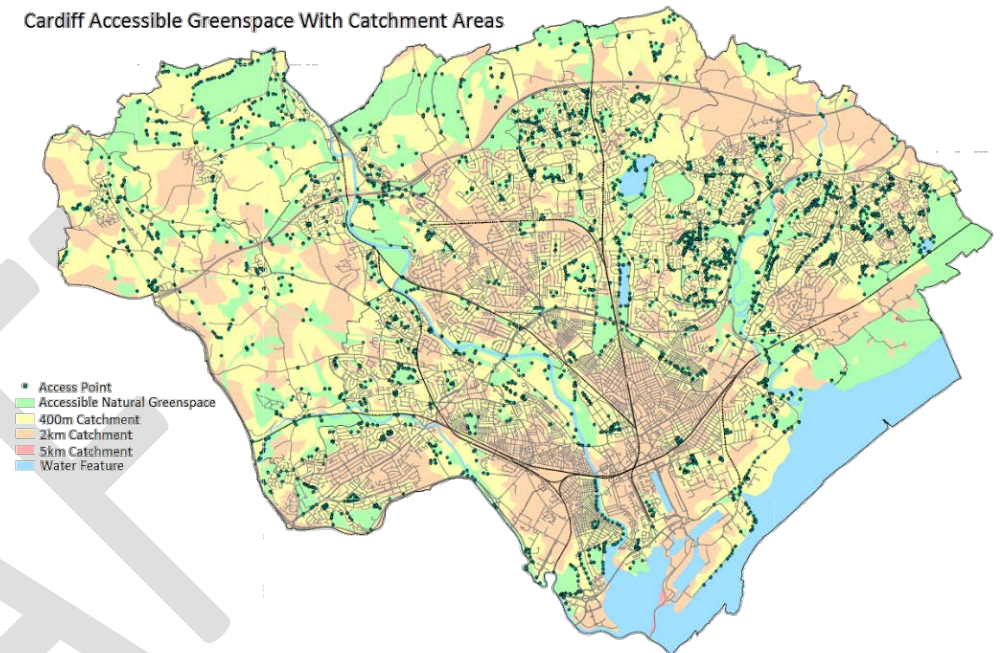 Cardiff Accessible Greenspace With Catchment Areas
Access Point
Accessible Natural Greenspace
400m Catchment
2km Catchment
5km Catchment
Water Feature